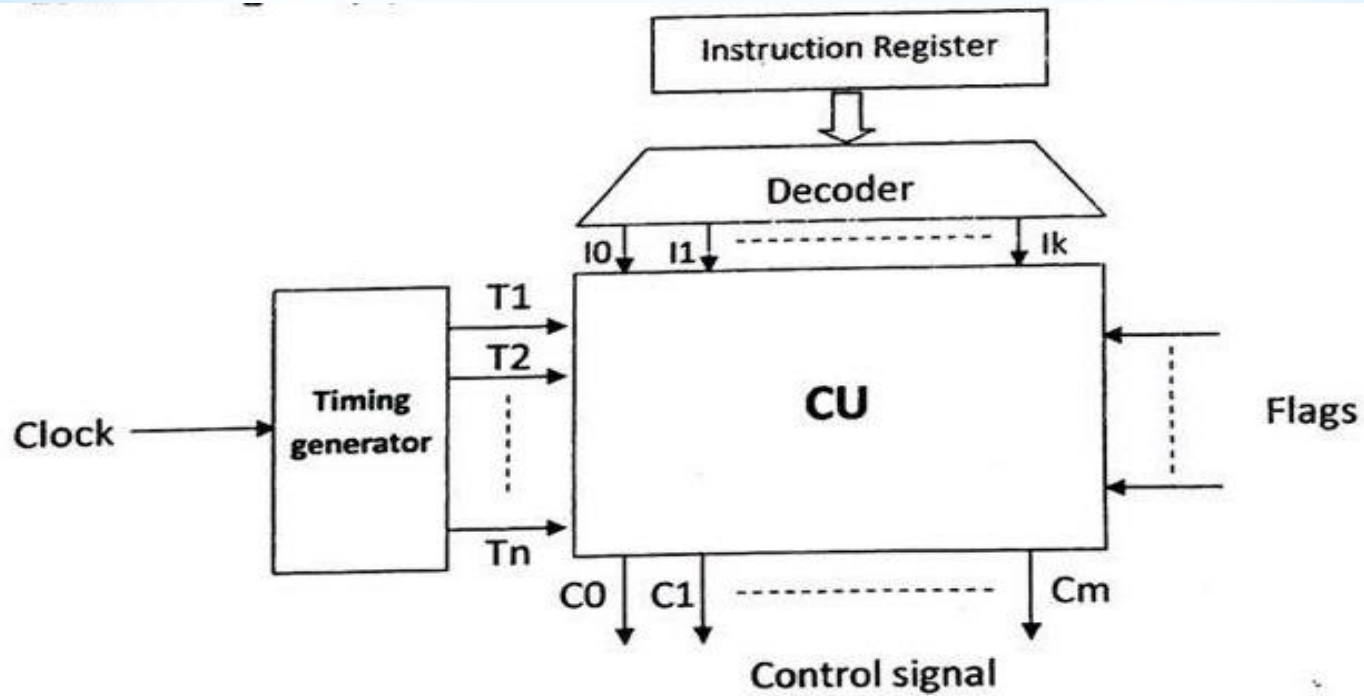 Instruction Register
Decoder
I0 I1 Ik
T1
T2
Timing
generator
CU
Clock
Flags
Tn
C0 C1 Cm
Control signal